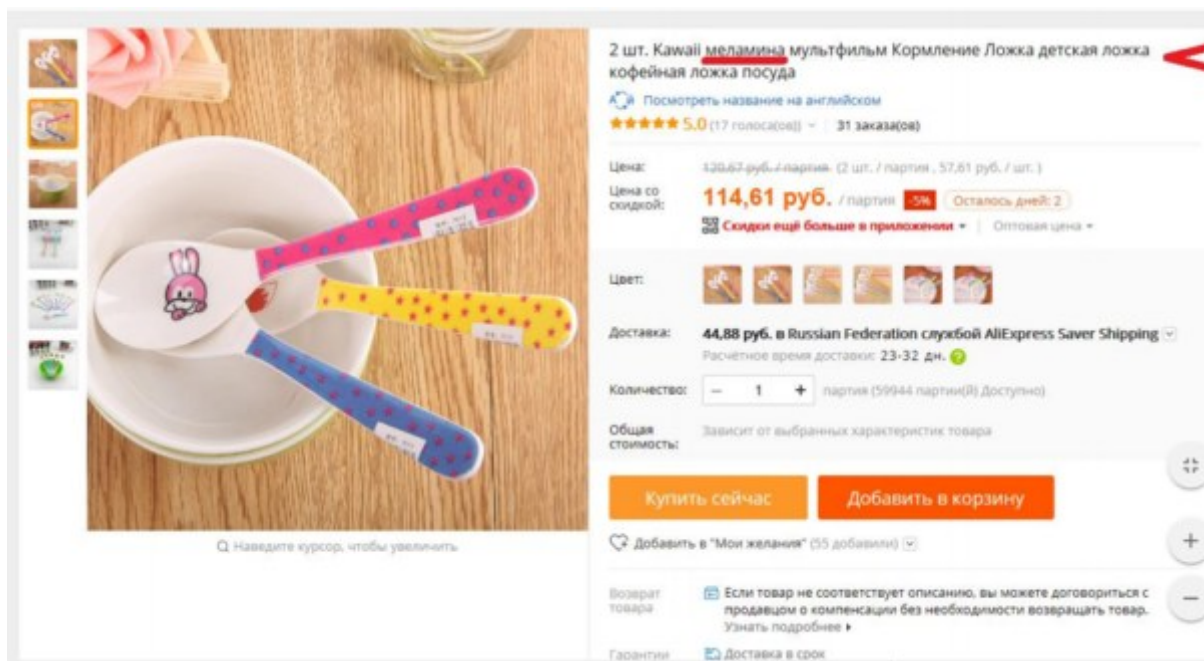 2 шт. Kawaii меламина мультфильм Кормление Ложка детская ложка
кофейная ложка посуда
Посмотреть название на английском
5.0 (17 голоса(ов)) 31 заказа(ов)
Цена: 120,67 руб. / партия (2 шт. / партия , 57,61 руб. / шт. )
Цена со скидкой: 114,61 руб. / партия -5% Осталось дней: 2
Скидки ещё больше в приложении Оптовая цена
Цвет:
Доставка: 44,88 руб. в Russian Federation службой AliExpress Saver Shipping
Расчётное время доставки: 23-32 дн. ?
Количество: − 1 + партия (59944 партии(й) Доступно)
Общая стоимость: Зависит от выбранных характеристик товара
Купить сейчас Добавить в корзину
Наведите курсор, чтобы увеличить
Добавить в "Мои желания" (55 добавили)
Возврат товара Если товар не соответствует описанию, вы можете договориться с
продавцом о компенсации без необходимости возвращать товар.
Узнать подробнее
Гарантии Доставка в срок